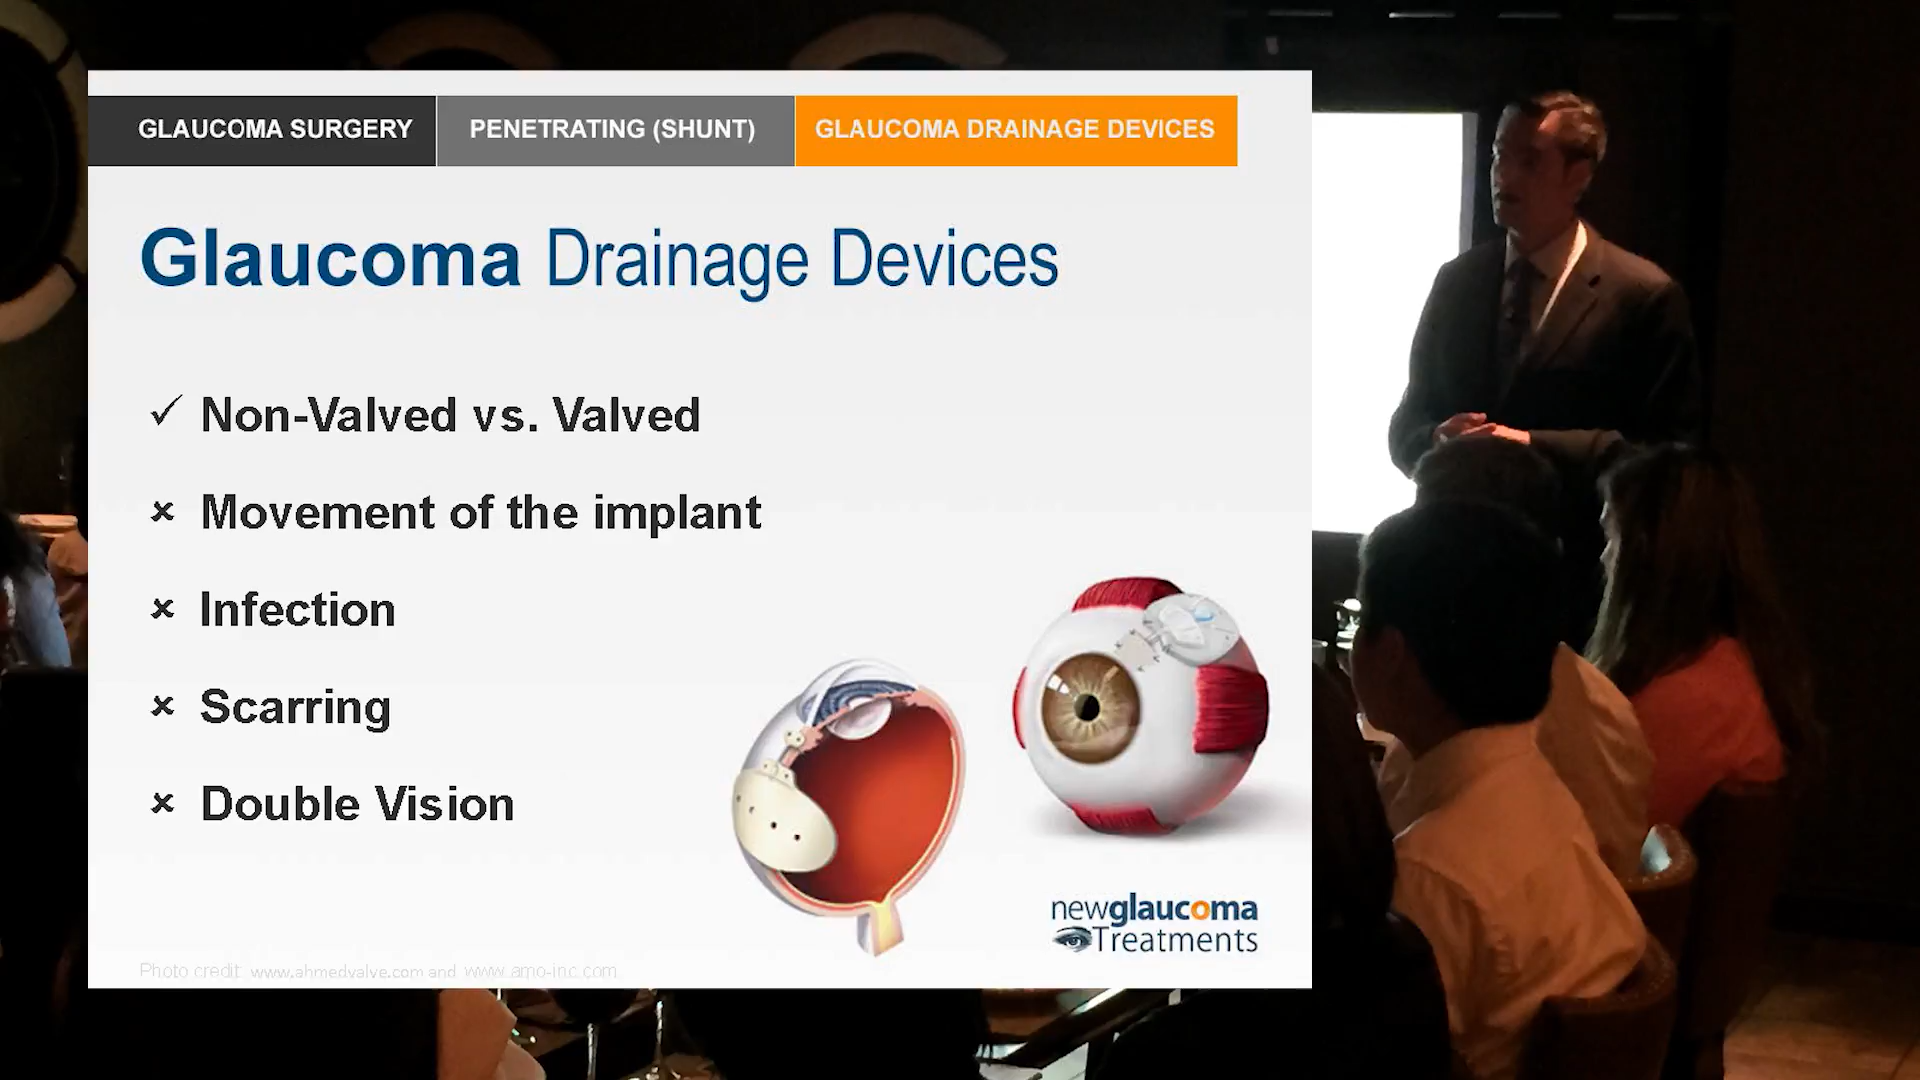 GLAUCOMA SURGERY
PENETRATING (SHUNT)
GLAUCOMA DRAINAGE DEVICES
Glaucoma Drainage Devices
✓ Non-Valved vs. Valved
× Movement of the implant
× Infection
× Scarring
× Double Vision
newglaucoma
Treatments
Photo credit: www.ahmedvalve.com and www.amo-inc.com